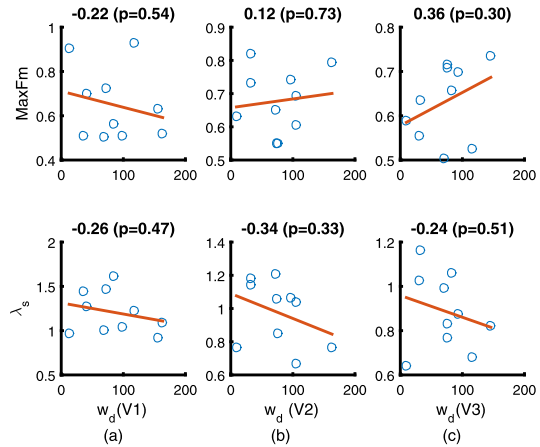 -0.22 (p=0.54) 0.12 (p=0.73) 0.36 (p=0.30)
MaxFm
1 0.9 0.8
0.8 0.8 0.7
0.7
0.6 0.6 0.6
0.4 0.5 0.5
0 100 200 0 100 200 0 100 200
-0.26 (p=0.47) -0.34 (p=0.33) -0.24 (p=0.51)
λs
2 1.4 1.2
1.5 1.2 1
1
1 0.8 0.8
0.5 0.6 0.6
0 100 200 0 100 200 0 100 200
wd(V1) wd (V2) wd(V3)
(a) (b) (c)